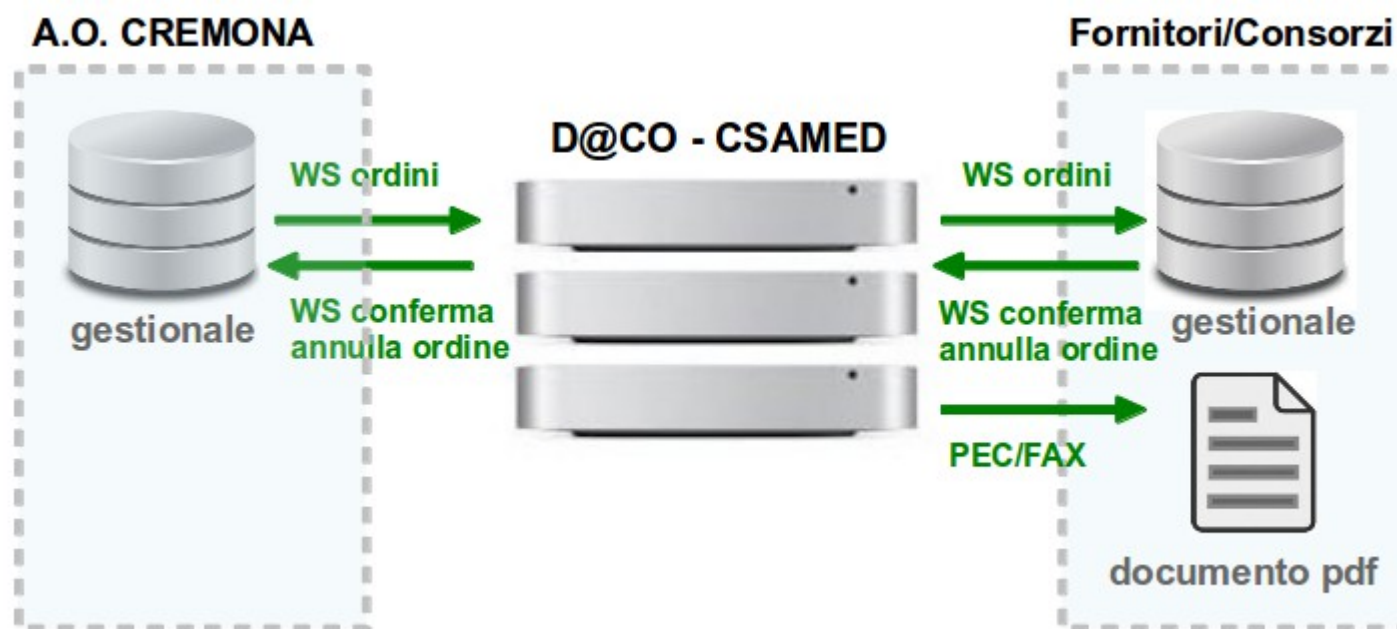 A.O. CREMONA
Fornitori/Consorzi
D@CO - CSAMED
WS ordini
WS ordini
WS conferma
annulla ordine
gestionale
WS conferma
annulla ordine
gestionale
PEC/FAX
documento pdf